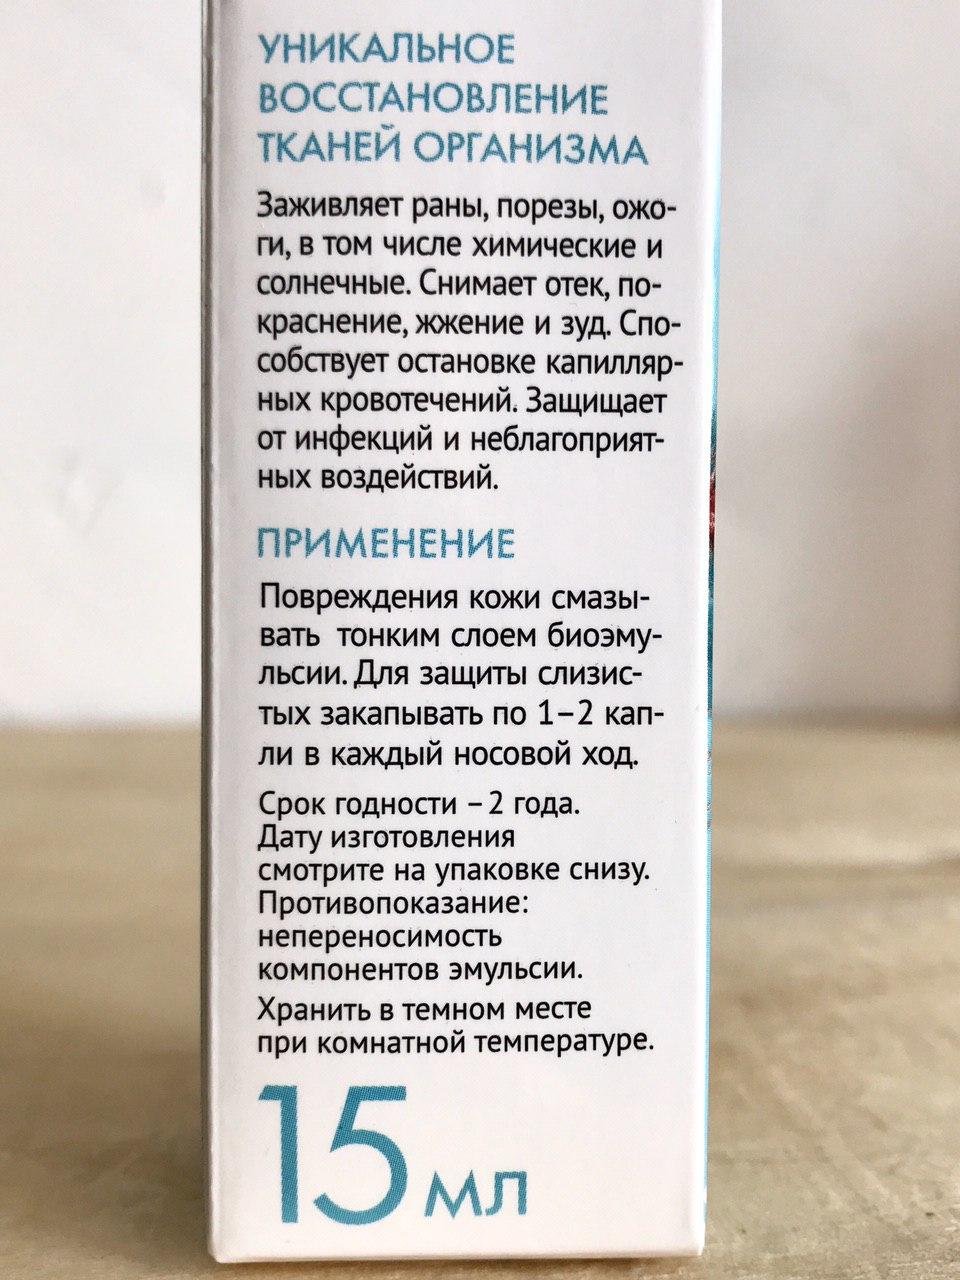 УНИКАЛЬНОЕ
ВОССТАНОВЛЕНИЕ
ТКАНЕЙ ОРГАНИЗМА
Заживляет раны, порезы, ожо-
ги, в том числе химические и
солнечные. Снимает отек, по-
краснение, жжение и зуд. Спо-
собствует остановке капилляр-
ных кровотечений. Защищает
от инфекций и неблагоприят-
ных воздействий.
ПРИМЕНЕНИЕ
Повреждения кожи смазы-
вать тонким слоем биоэму-
льсии. Для защиты слизис-
тых закапывать по 1–2 кап-
ли в каждый носовой ход.
Срок годности – 2 года.
Дату изготовления
смотрите на упаковке снизу.
Противопоказание:
непереносимость
компонентов эмульсии.
Хранить в темном месте
при комнатной температуре.
15 мл